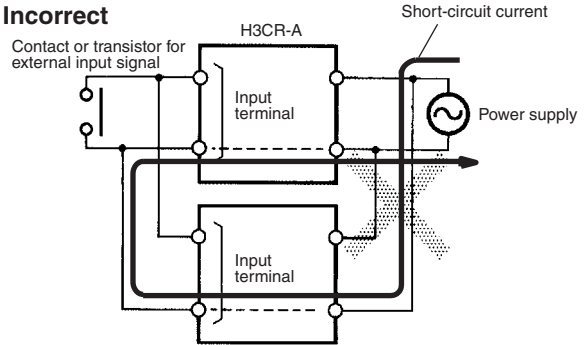 Incorrect
Short-circuit current
H3CR-A
Contact or transistor for
external input signal
Input
terminal
Power supply
Input
terminal